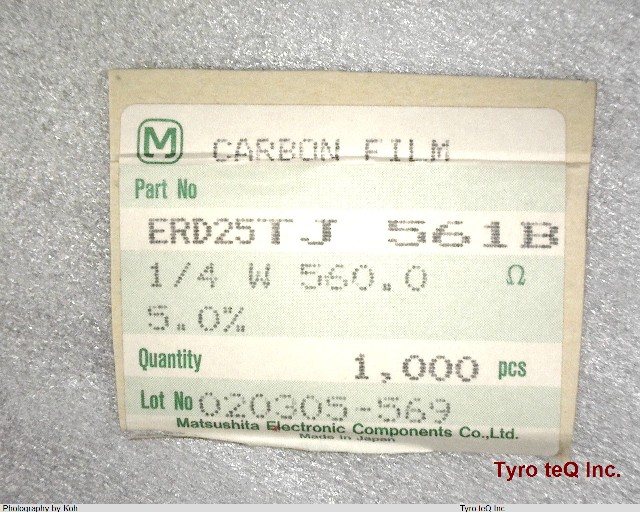 M CARBON FILM
Part No
ERD25TJ 561B
1/4 W 560.0 Ω
5.0%
Quantity 1,000 pcs
Lot No 020305-569
Matsushita Electronic Components Co.,Ltd.
Made in Japan
Tyro teQ Inc.
Photography by Koh Tyro teQ Inc